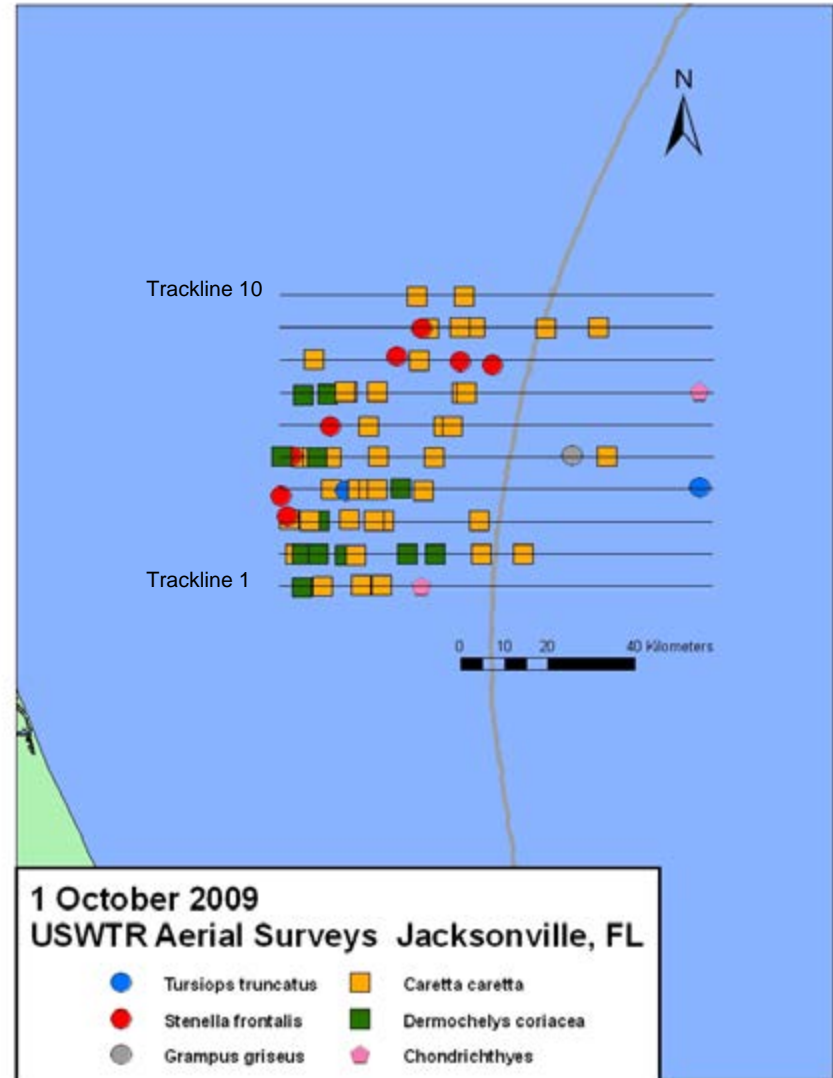 N
Trackline 10
Trackline 1
0 10 20 40 Kilometers
1 October 2009
USWTR Aerial Surveys Jacksonville, FL
Tursiops truncatus Caretta caretta
Stenella frontalis Dermochelys coriacea
Grampus griseus Chondrichthyes